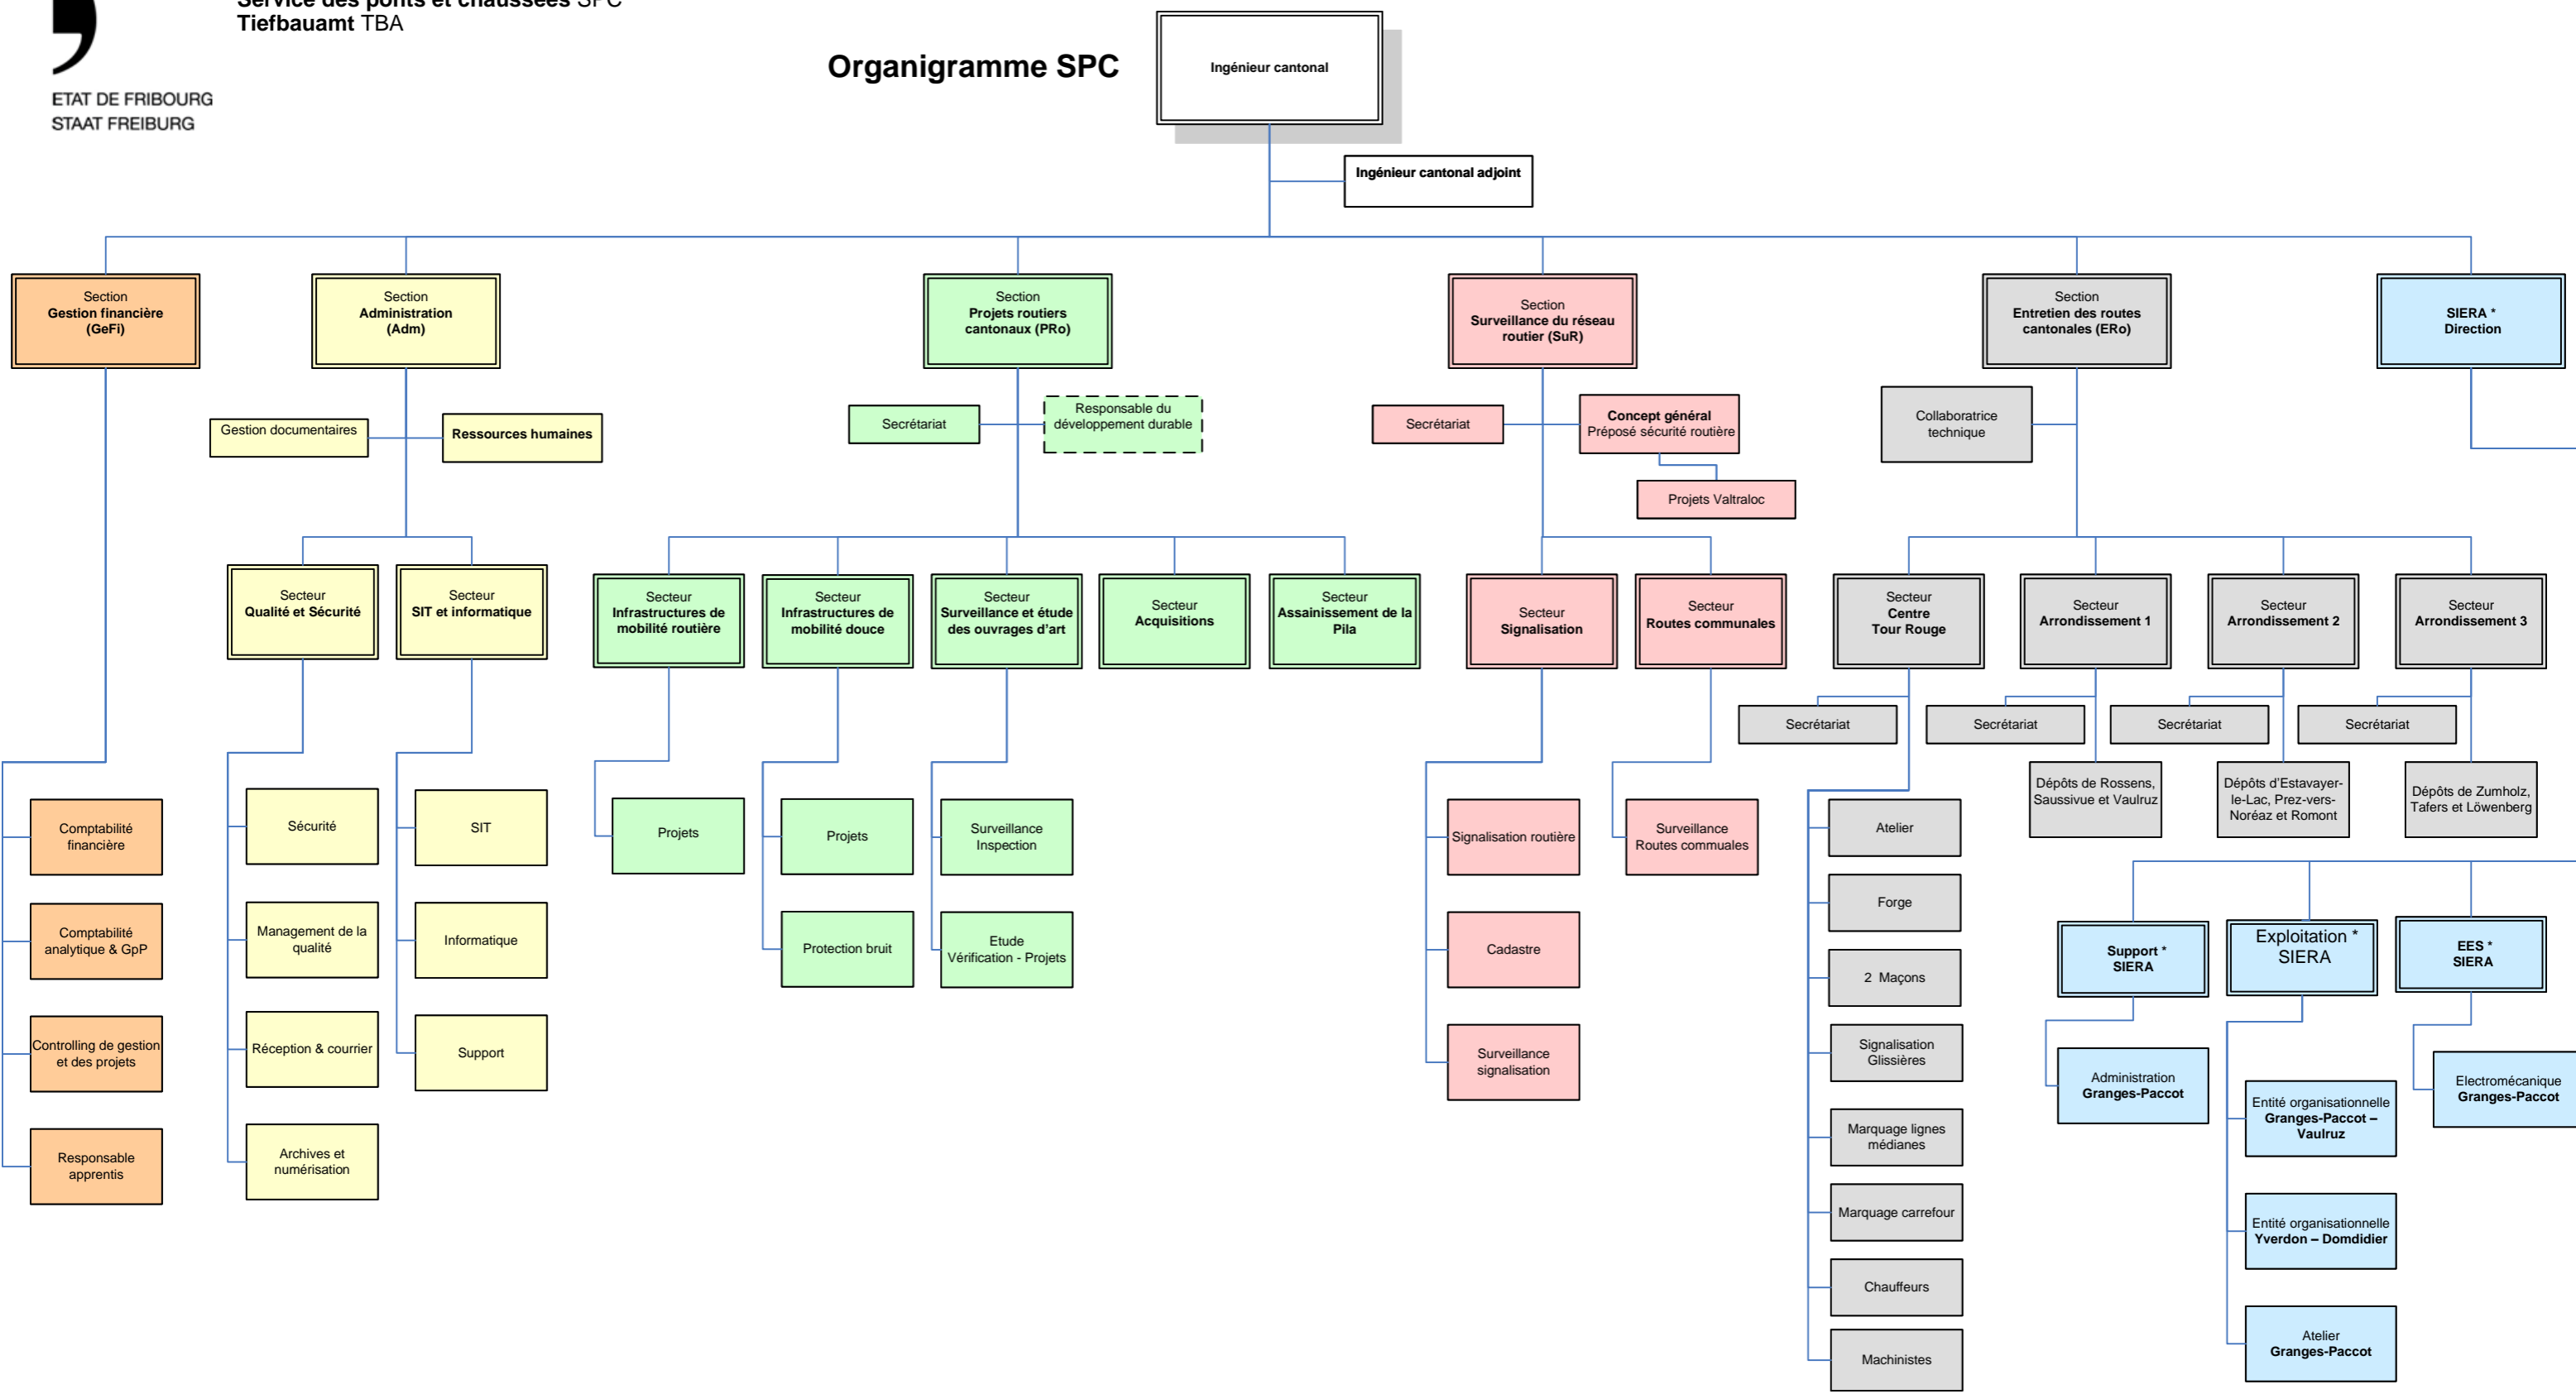 Service des ponts et chaussées SPC
Tiefbauamt TBA
ETAT DE FRIBOURG
STAAT FREIBURG
Organigramme SPC
Ingénieur cantonal
Ingénieur cantonal adjoint
Section
Gestion financière
(GeFi)
Section
Administration
(Adm)
Section
Projets routiers
cantonaux (PRo)
Section
Surveillance du réseau
routier (SuR)
Section
Entretien des routes
cantonales (ERo)
SIERA *
Direction
Gestion documentaires
Ressources humaines
Secrétariat
Responsable du
développement durable
Secrétariat
Concept général
Préposé sécurité routière
Projets Valtraloc
Collaboratrice
technique
Secteur
Qualité et Sécurité
Secteur
SIT et informatique
Secteur
Infrastructures de
mobilité routière
Secteur
Infrastructures de
mobilité douce
Secteur
Surveillance et étude
des ouvrages d'art
Secteur
Acquisitions
Secteur
Assainissement de la
Pila
Secteur
Signalisation
Secteur
Routes communales
Secteur
Centre
Tour Rouge
Secteur
Arrondissement 1
Secteur
Arrondissement 2
Secteur
Arrondissement 3
Secrétariat
Secrétariat
Secrétariat
Secrétariat
Dépôts de Rossens,
Saussivue et Vaulruz
Dépôts d'Estavayer-
le-Lac, Prez-vers-
Noréaz et Romont
Dépôts de Zumholz,
Tafers et Löwenberg
Comptabilité
financière
Comptabilité
analytique & GpP
Controlling de gestion
et des projets
Responsable
apprentis
Sécurité
Management de la
qualité
Réception & courrier
Archives et
numérisation
SIT
Informatique
Support
Projets
Projets
Protection bruit
Surveillance
Inspection
Etude
Vérification - Projets
Signalisation routière
Cadastre
Surveillance
signalisation
Surveillance
Routes commuales
Atelier
Forge
2 Maçons
Signalisation
Glissières
Marquage lignes
médianes
Marquage carrefour
Chauffeurs
Machinistes
Support *
SIERA
Exploitation *
SIERA
EES *
SIERA
Administration
Granges-Paccot
Entité organisationnelle
Granges-Paccot –
Vaulruz
Entité organisationnelle
Yverdon – Domdidier
Atelier
Granges-Paccot
Electromécanique
Granges-Paccot